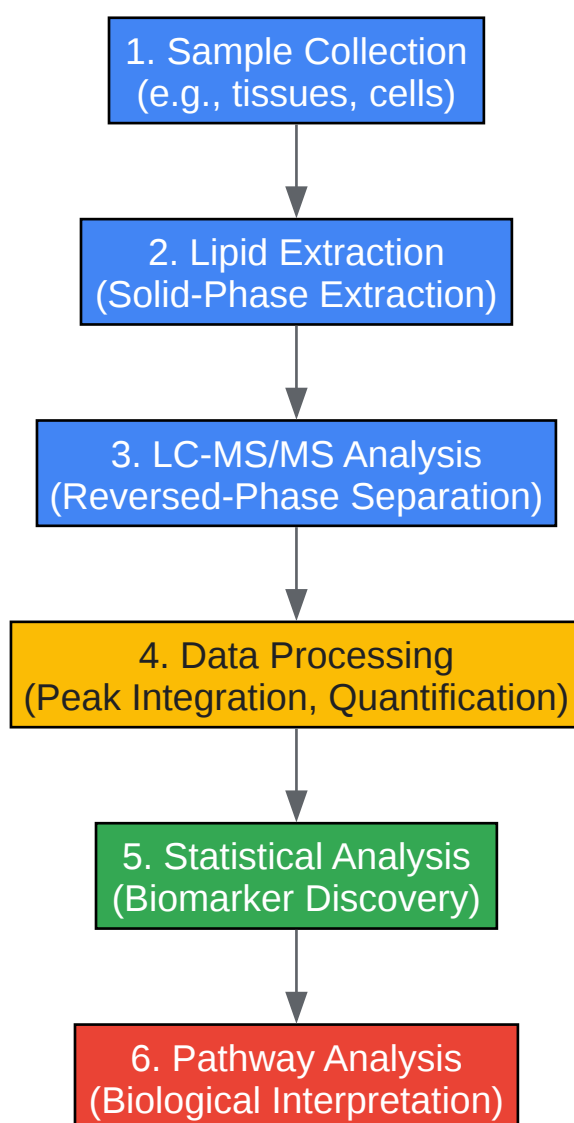 1. Sample Collection
(e.g., tissues, cells)
2. Lipid Extraction
(Solid-Phase Extraction)
3. LC-MS/MS Analysis
(Reversed-Phase Separation)
4. Data Processing
(Peak Integration, Quantification)
5. Statistical Analysis
(Biomarker Discovery)
6. Pathway Analysis
(Biological Interpretation)